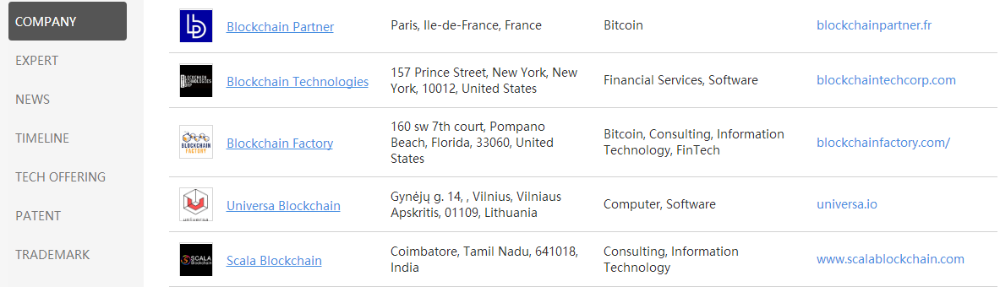 COMPANY
EXPERT
NEWS
TIMELINE
TECH OFFERING
PATENT
TRADEMARK
Blockchain Partner
Paris, Ile-de-France, France
Bitcoin
blockchainpartner.fr
BLOCKCHAIN
TECHNOLOGIES
CORP
Blockchain Technologies
157 Prince Street, New York, New
York, 10012, United States
Financial Services, Software
blockchaintechcorp.com
BLOCKCHAIN
FACTORY
Blockchain Factory
160 sw 7th court, Pompano
Beach, Florida, 33060, United
States
Bitcoin, Consulting, Information
Technology, FinTech
blockchainfactory.com/
universa
Universa Blockchain
Gynėjų g. 14, , Vilnius, Vilniaus
Apskritis, 01109, Lithuania
Computer, Software
universa.io
SCALA
Blockchain
Scala Blockchain
Coimbatore, Tamil Nadu, 641018,
India
Consulting, Information
Technology
www.scalablockchain.com